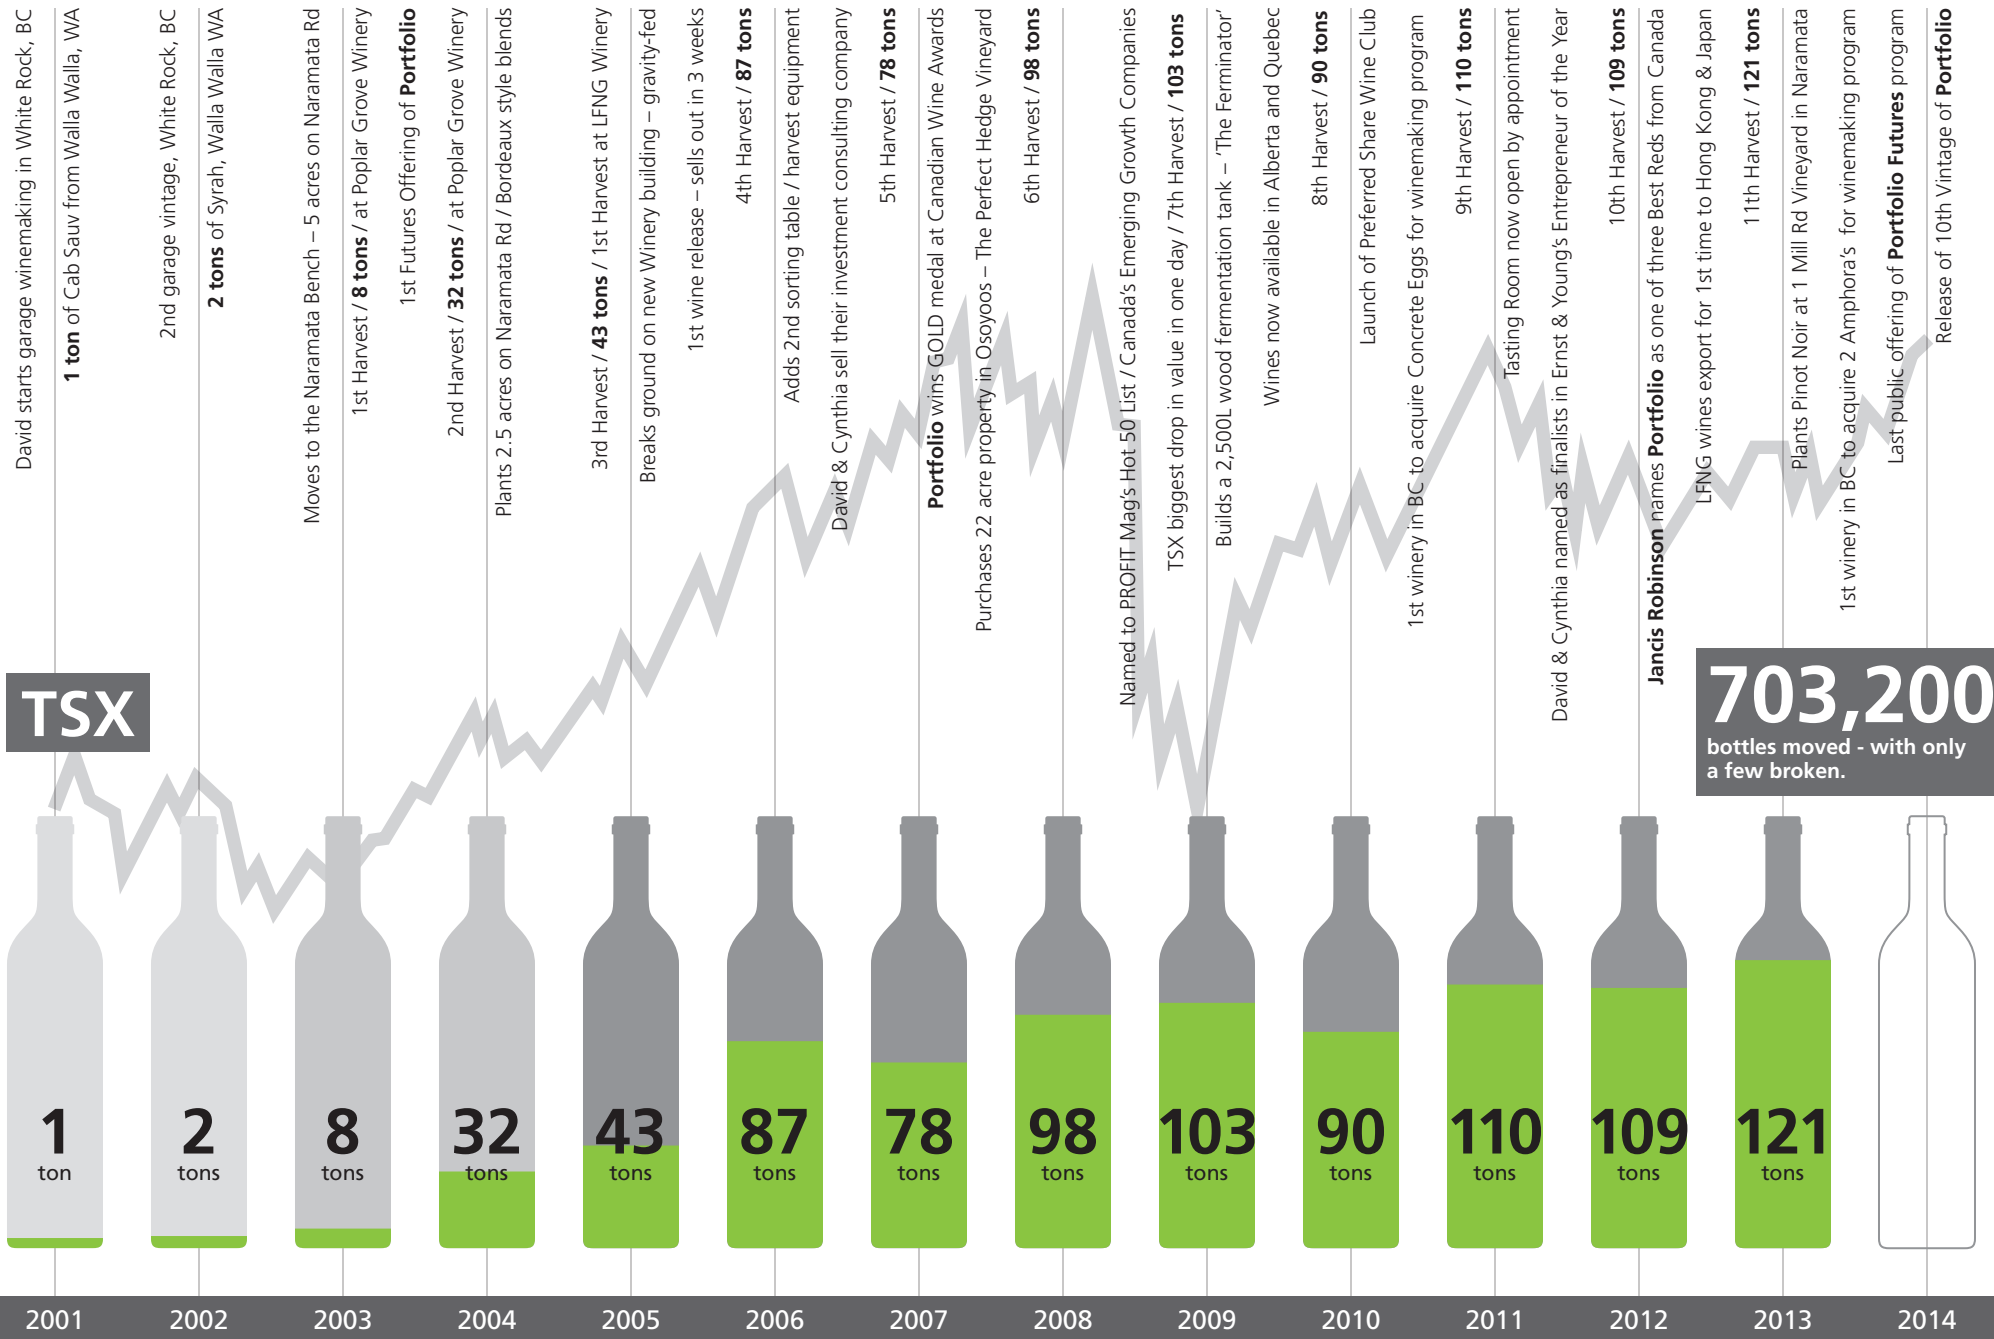 David starts garage winemaking in White Rock, BC
1 ton of Cab Sauv from Walla Walla, WA
2nd garage vintage, White Rock, BC
2 tons of Syrah, Walla Walla WA
Moves to the Naramata Bench – 5 acres on Naramata Rd
1st Harvest / 8 tons / at Poplar Grove Winery
1st Futures Offering of Portfolio
2nd Harvest / 32 tons / at Poplar Grove Winery
Plants 2.5 acres on Naramata Rd / Bordeaux style blends
3rd Harvest / 43 tons / 1st Harvest at LFNG Winery
Breaks ground on new Winery building – gravity-fed
1st wine release – sells out in 3 weeks
4th Harvest / 87 tons
Adds 2nd sorting table / harvest equipment
David & Cynthia sell their investment consulting company
5th Harvest / 78 tons
Portfolio wins GOLD medal at Canadian Wine Awards
Purchases 22 acre property in Osoyoos – The Perfect Hedge Vineyard
6th Harvest / 98 tons
Named to PROFIT Mag's Hot 50 List / Canada's Emerging Growth Companies
TSX biggest drop in value in one day / 7th Harvest / 103 tons
Builds a 2,500L wood fermentation tank – 'The Ferminator'
Wines now available in Alberta and Quebec
8th Harvest / 90 tons
Launch of Preferred Share Wine Club
1st winery in BC to acquire Concrete Eggs for winemaking program
9th Harvest / 110 tons
Tasting Room now open by appointment
David & Cynthia named as finalists in Ernst & Young's Entrepreneur of the Year
10th Harvest / 109 tons
Jancis Robinson names Portfolio as one of three Best Reds from Canada
LFNG wines export for 1st time to Hong Kong & Japan
11th Harvest / 121 tons
Plants Pinot Noir at 1 Mill Rd Vineyard in Naramata
1st winery in BC to acquire 2 Amphora's for winemaking program
Last public offering of Portfolio Futures program
Release of 10th Vintage of Portfolio
TSX
703,200
bottles moved - with only
a few broken.
1
ton
2
tons
8
tons
32
tons
43
tons
87
tons
78
tons
98
tons
103
tons
90
tons
110
tons
109
tons
121
tons
2001
2002
2003
2004
2005
2006
2007
2008
2009
2010
2011
2012
2013
2014